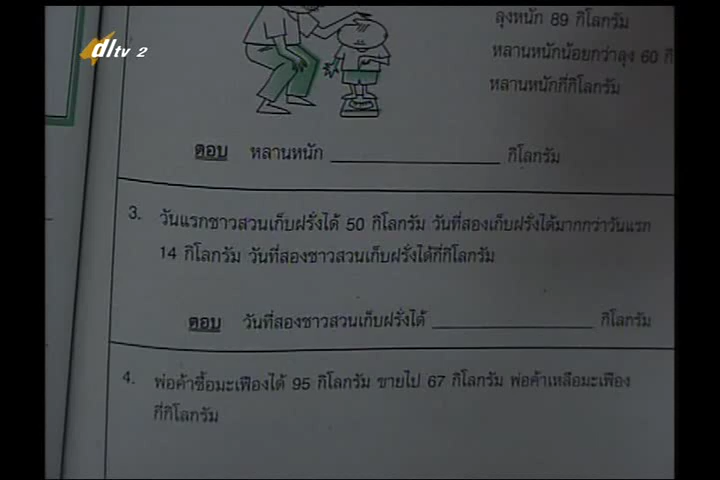 dltv 2
ลุงหนัก 89 กิโลกรัม
หลานหนักน้อยกว่าลุง 60 กิ
หลานหนักกี่กิโลกรัม
ตอบ หลานหนัก กิโลกรัม
3. วันแรกชาวสวนเก็บฝรั่งได้ 50 กิโลกรัม วันที่สองเก็บฝรั่งได้มากกว่าวันแรก
14 กิโลกรัม วันที่สองชาวสวนเก็บฝรั่งได้กี่กิโลกรัม
ตอบ วันที่สองชาวสวนเก็บฝรั่งได้ กิโลกรัม
4. พ่อค้าซื้อมะเฟืองได้ 95 กิโลกรัม ขายไป 67 กิโลกรัม พ่อค้าเหลือมะเฟือง
กี่กิโลกรัม